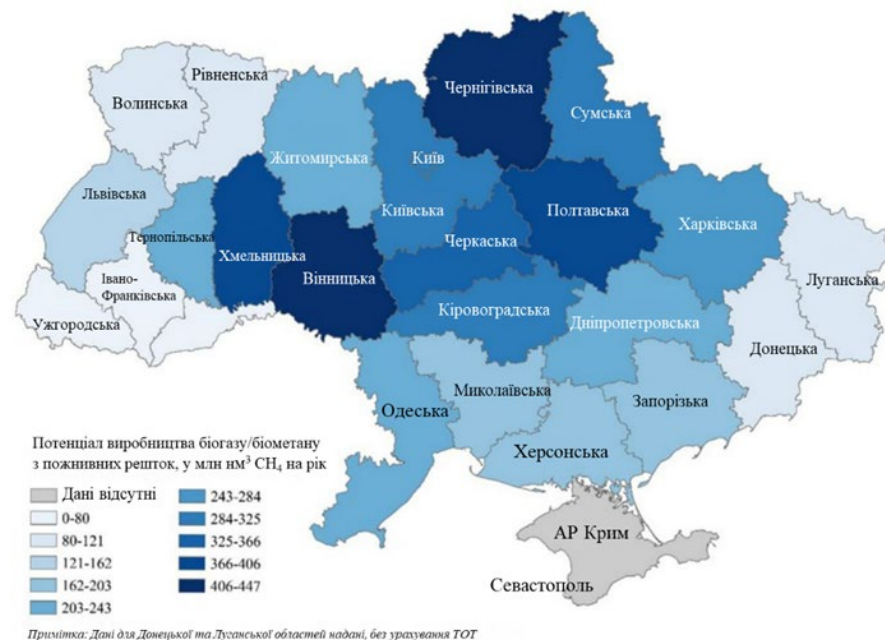 Рівненська
Волинська
Чернігівська
Сумська
Житомирська
Київ
Львівська
Київська
Полтавська
Харківська
Тернопільська
Черкаська
Хмельницька
Вінницька
Івано-
Франківська
Луганська
Ужгородська
Кіровоградська
Дніпропетровська
Донецька
Миколаївська
Запорізька
Одеська
Херсонська
АР Крим
Севастополь
Потенціал виробництва біогазу/біометану
з пожнивних решток, у млн нм³ CH₄ на рік
Дані відсутні
0-80
80-121
121-162
162-203
203-243
243-284
284-325
325-366
366-406
406-447
Примітка: Дані для Донецької та Луганської областей надані, без урахування ТОТ